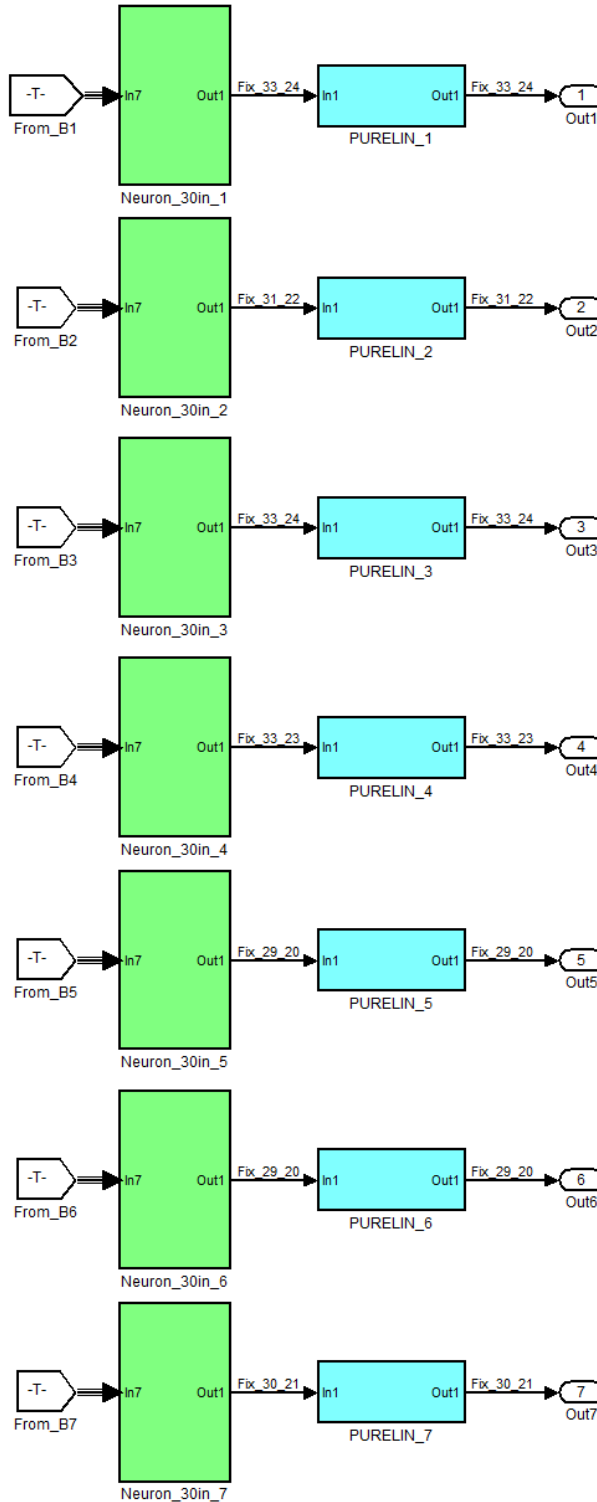 -T- In7 Out1 Fix_33_24 In1 Out1 Fix_33_24 1
From_B1 PURELIN_1 Out1
Neuron_30in_1
-T- In7 Out1 Fix_31_22 In1 Out1 Fix_31_22 2
From_B2 PURELIN_2 Out2
Neuron_30in_2
-T- In7 Out1 Fix_33_24 In1 Out1 Fix_33_24 3
From_B3 PURELIN_3 Out3
Neuron_30in_3
-T- In7 Out1 Fix_33_23 In1 Out1 Fix_33_23 4
From_B4 PURELIN_4 Out4
Neuron_30in_4
-T- In7 Out1 Fix_29_20 In1 Out1 Fix_29_20 5
From_B5 PURELIN_5 Out5
Neuron_30in_5
-T- In7 Out1 Fix_29_20 In1 Out1 Fix_29_20 6
From_B6 PURELIN_6 Out6
Neuron_30in_6
-T- In7 Out1 Fix_30_21 In1 Out1 Fix_30_21 7
From_B7 PURELIN_7 Out7
Neuron_30in_7